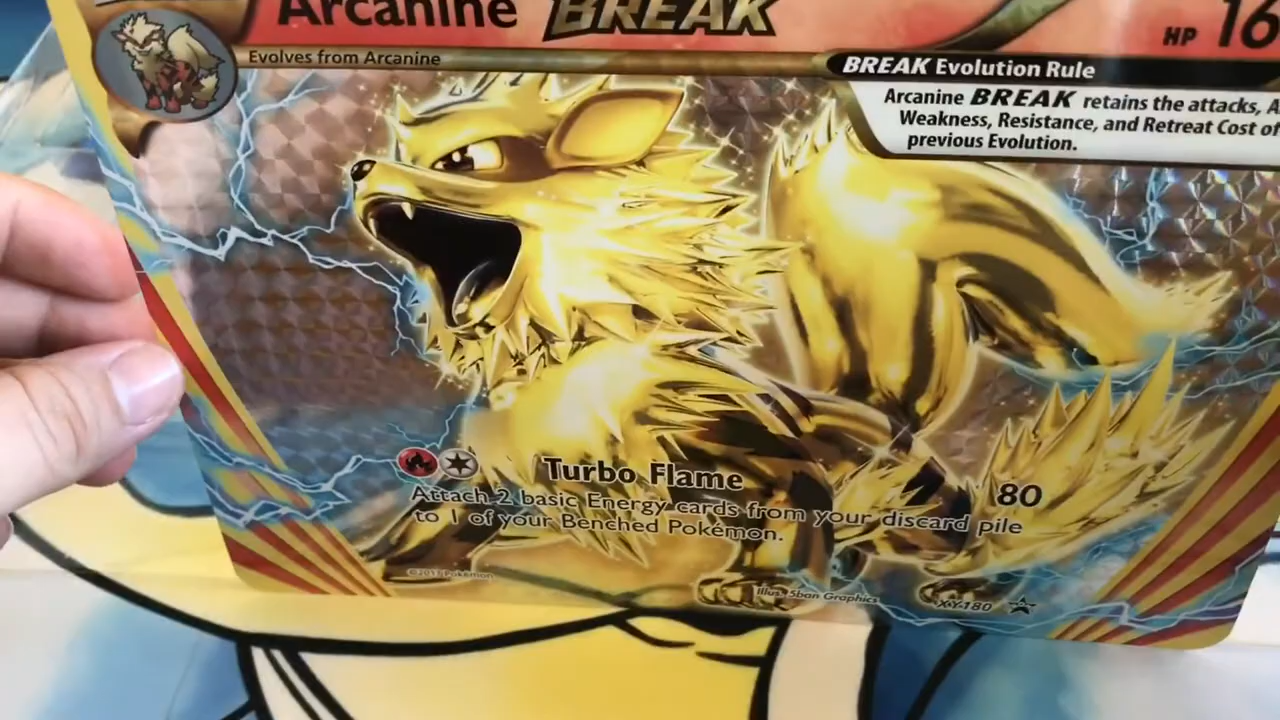 Arcanine BREAK
HP 16
Evolves from Arcanine
BREAK Evolution Rule
Arcanine BREAK retains the attacks, A
Weakness, Resistance, and Retreat Cost of
previous Evolution.
Turbo Flame 80
Attach 2 basic Energy cards from your discard pile
to 1 of your Benched Pokémon.
Illus. 5ban Graphics
XY180